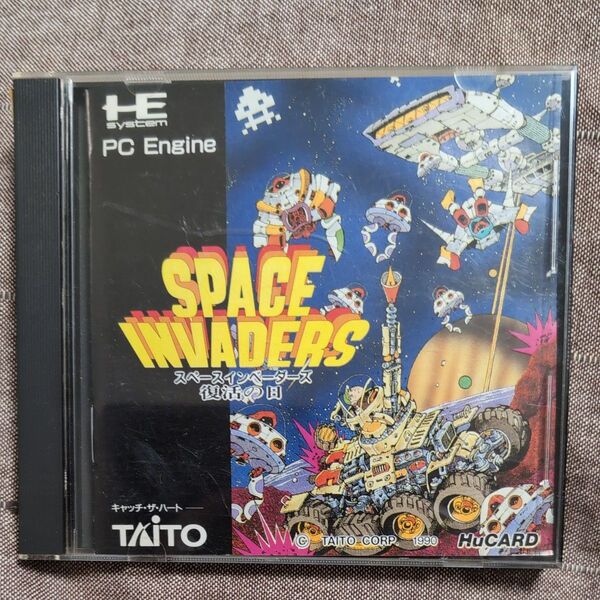 HE
system
PC Engine
SPACE
INVADERS
スペースインベーダーズ
復活の日
キャッチ・ザ・ハート
TAITO
© TAITO CORP. 1990
HuCARD